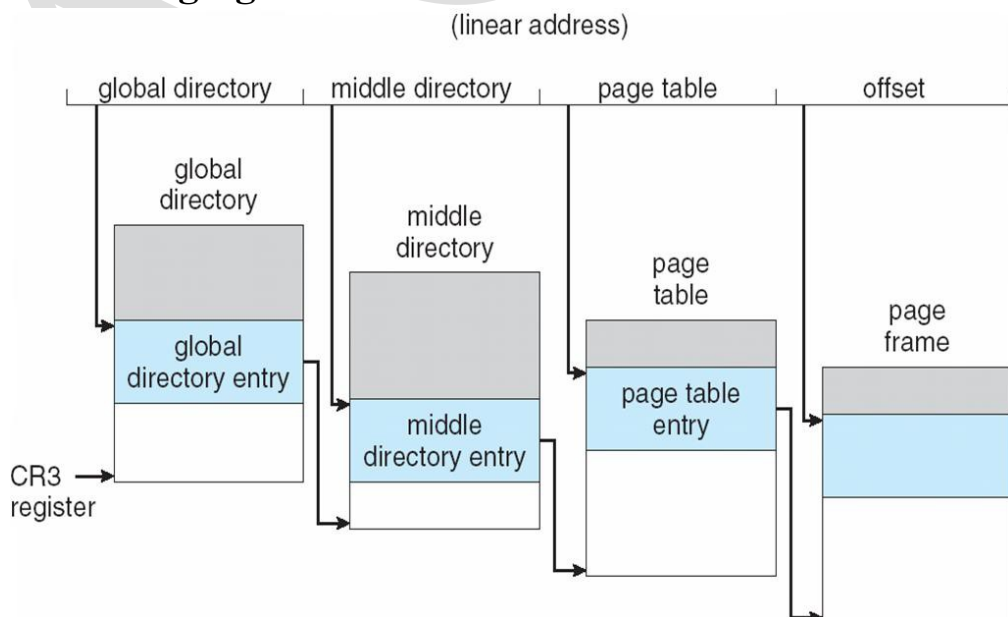 (linear address)
global directory middle directory page table offset
global
directory
middle
directory
page
table
page
frame
global
directory entry
middle
directory entry
page table
entry
CR3
register